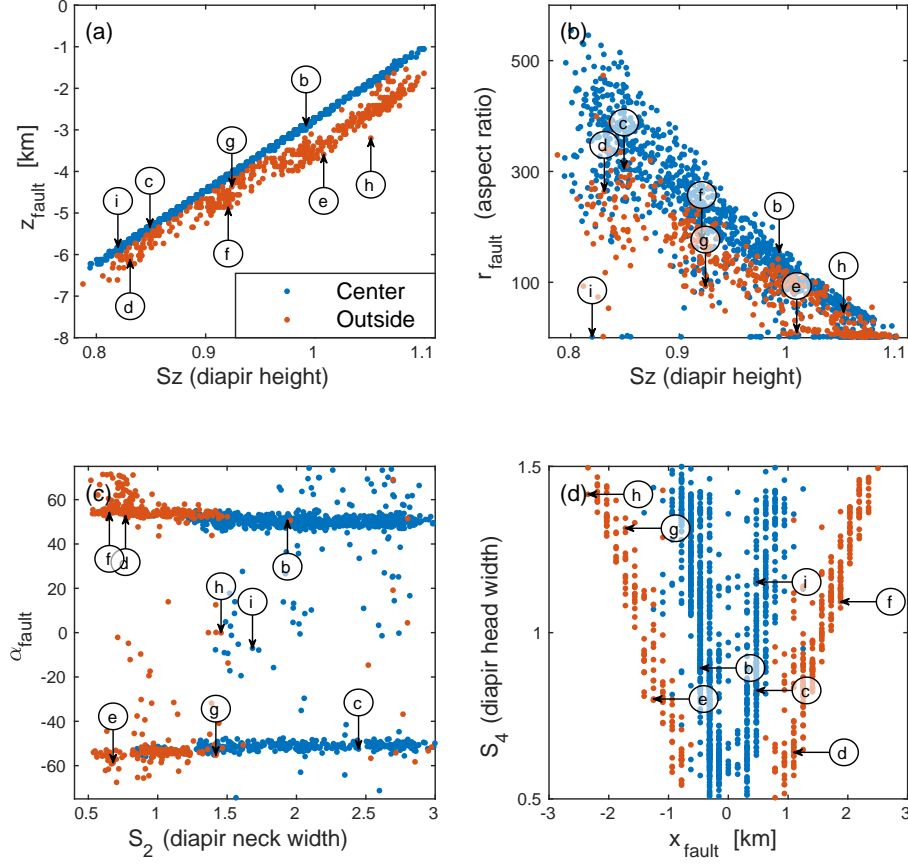 (a)
0
-1
-2
-3
-4
-5
-6
-7
-8
z_fault [km]
b
g
c
i
e
h
f
d
Center
Outside
0.8
0.9
1
1.1
Sz (diapir height)
(b)
500
300
100
r_fault (aspect ratio)
c
d
f
b
g
h
e
i
0.8
0.9
1
1.1
Sz (diapir height)
(c)
60
40
20
0
-20
-40
-60
α_fault
f
d
b
h
i
e
g
c
0.5
1
1.5
2
2.5
3
S_2 (diapir neck width)
(d)
1.5
1
0.5
S_4 (diapir head width)
h
g
i
f
b
e
c
d
-3
-2
-1
0
1
2
3
x_fault [km]